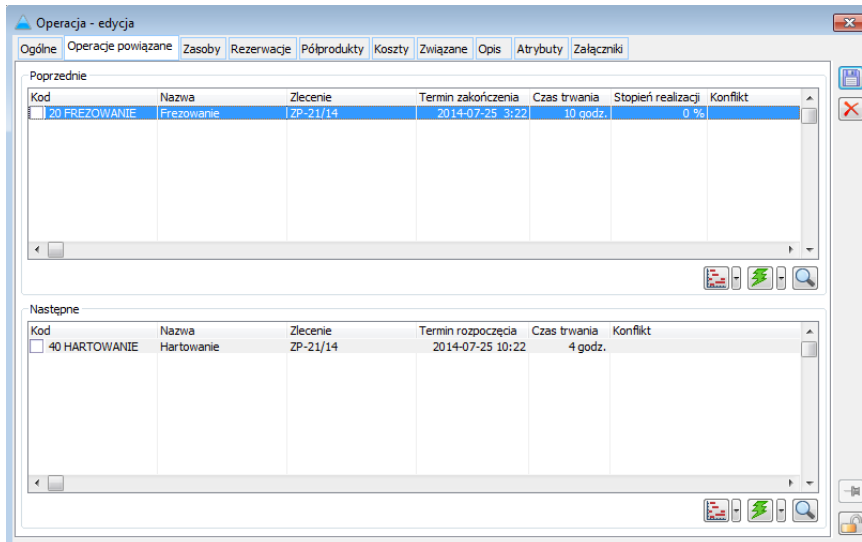 Operacja - edycja
Ogólne Operacje powiązane Zasoby Rezerwacje Półprodukty Koszty Związane Opis Atrybuty Załączniki
Poprzednie
Kod Nazwa Zlecenie Termin zakończenia Czas trwania Stopień realizacji Konflikt
20 FREZOWANIE Frezowanie ZP-21/14 2014-07-25 3:22 10 godz. 0 %
Następne
Kod Nazwa Zlecenie Termin rozpoczęcia Czas trwania Konflikt
40 HARTOWANIE Hartowanie ZP-21/14 2014-07-25 10:22 4 godz.